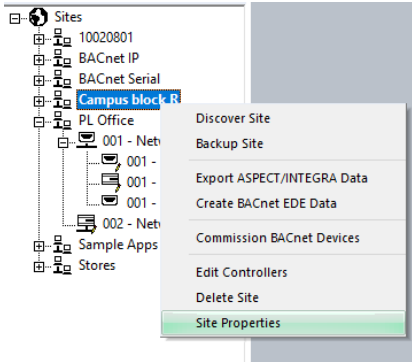 Sites
10020801
BACnet IP
BACnet Serial
Campus block R
PL Office
001 - Net
001 -
001 -
001 -
002 - Net
Sample Apps
Stores
Discover Site
Backup Site
Export ASPECT/INTEGRA Data
Create BACnet EDE Data
Commission BACnet Devices
Edit Controllers
Delete Site
Site Properties